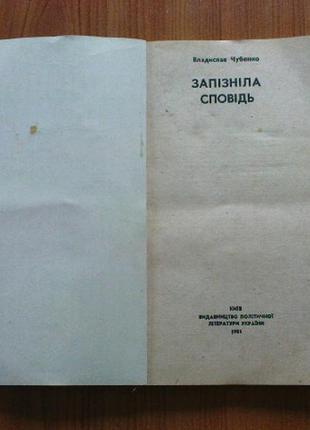 Владислав Чубенко
ЗАПІЗНІЛА
СПОВІДЬ
КИЇВ
ВИДАВНИЦТВО ПОЛІТИЧНОЇ
ЛІТЕРАТУРИ УКРАЇНИ
1981